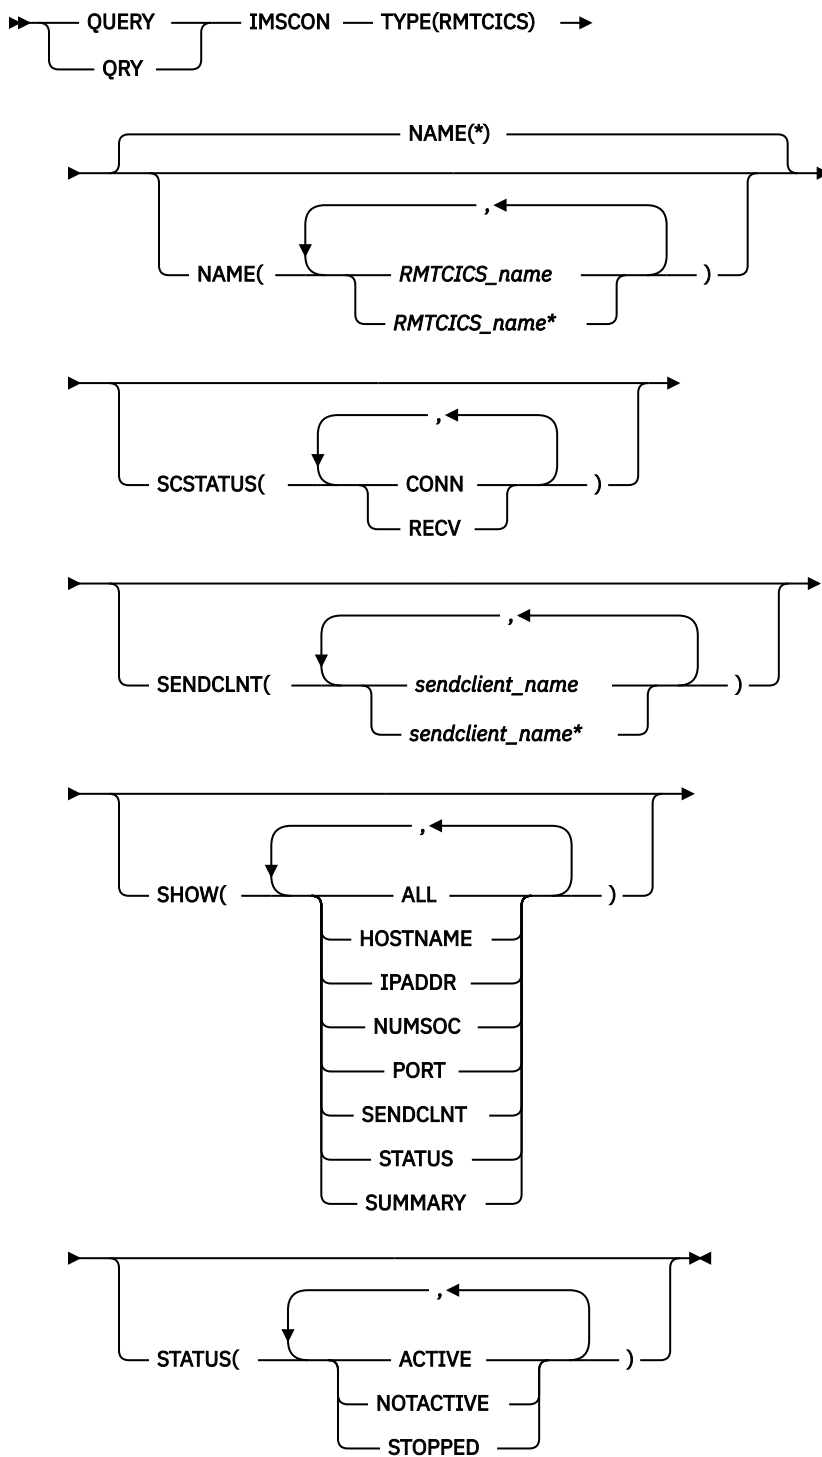 QUERY IMSCON TYPE(RMTCICS)
QRY
NAME(*)
,
NAME( RMTCICS_name )
RMTCICS_name*
,
SCSTATUS( CONN )
RECV
,
SENDCLNT( sendclient_name )
sendclient_name*
,
SHOW( ALL )
HOSTNAME
IPADDR
NUMSOC
PORT
SENDCLNT
STATUS
SUMMARY
,
STATUS( ACTIVE )
NOTACTIVE
STOPPED